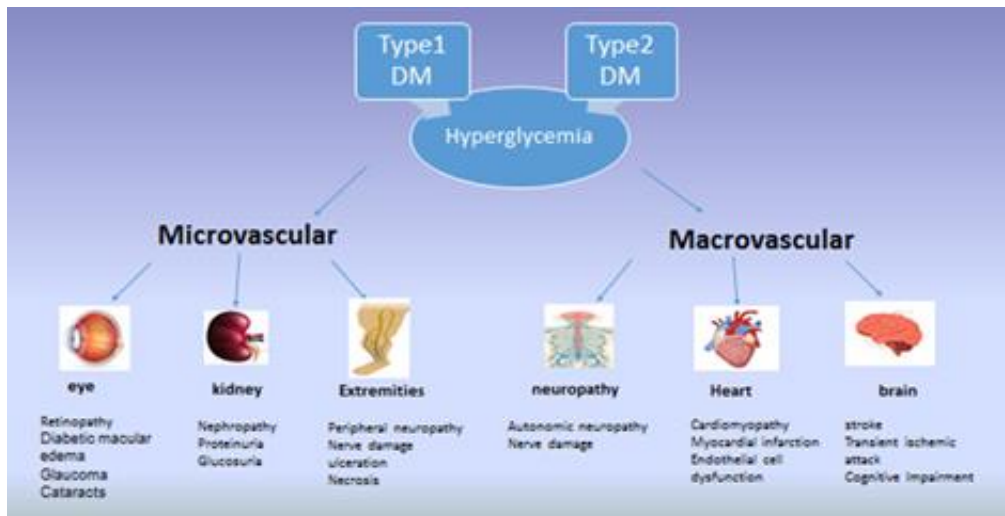 Type1
DM
Type2
DM
Hyperglycemia
Microvascular
Macrovascular
eye
Retinopathy
Diabetic macular
edema
Glaucoma
Cataracts
kidney
Nephropathy
Proteinuria
Glucosuria
Extremities
Peripheral neuropathy
Nerve damage
ulceration
Necrosis
neuropathy
Autonomic neuropathy
Nerve damage
Heart
Cardiomyopathy
Myocardial infarction
Endothelial cell
dysfunction
brain
stroke
Transient ischemic
attack
Cognitive impairment